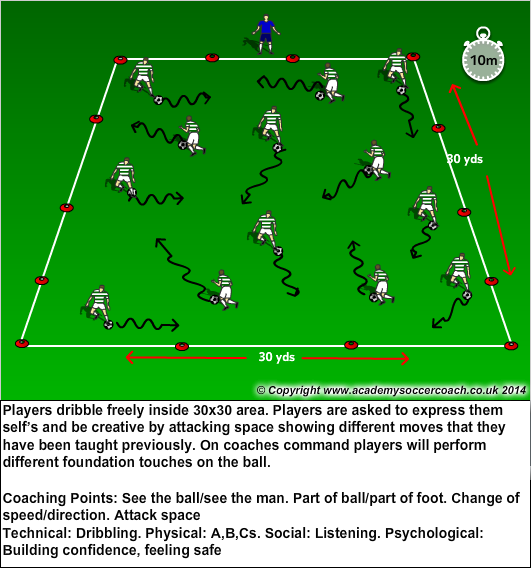 10m
30 yds
30 yds
© Copyright www.academysoccercoach.co.uk 2014
Players dribble freely inside 30x30 area. Players are asked to express them
self's and be creative by attacking space showing different moves that they
have been taught previously. On coaches command players will perform
different foundation touches on the ball.
Coaching Points: See the ball/see the man. Part of ball/part of foot. Change of
speed/direction. Attack space
Technical: Dribbling. Physical: A,B,Cs. Social: Listening. Psychological:
Building confidence, feeling safe